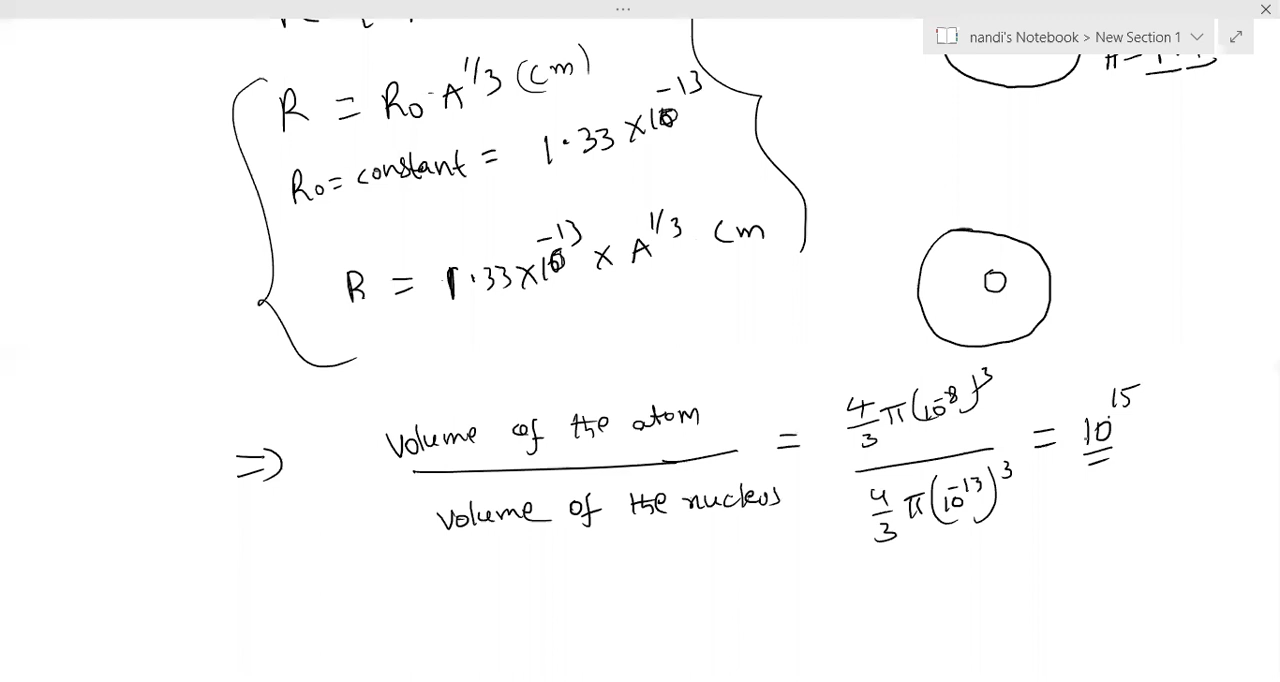 nandi's Notebook > New Section 1
R = R₀ A^1/3 (cm)
R₀ = constant = 1.33 × 10^-13
R = 1.33 × 10^-13 × A^1/3 cm
⇒ Volume of the atom / Volume of the nucleus = 4/3 π (10^-8)^3 / 4/3 π (10^-13)^3 = 10^15